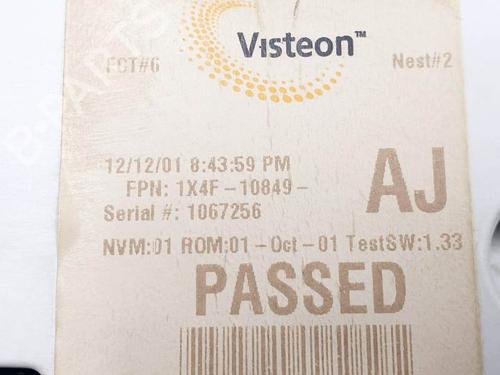 Visteon™
FCT#6 Nest#2
12/12/01 8:43:59 PM
FPN: 1X4F-10849- AJ
Serial #: 1067256
NVM:01 ROM:01-Oct-01 TestSW:1.33
PASSED
B-PARTS